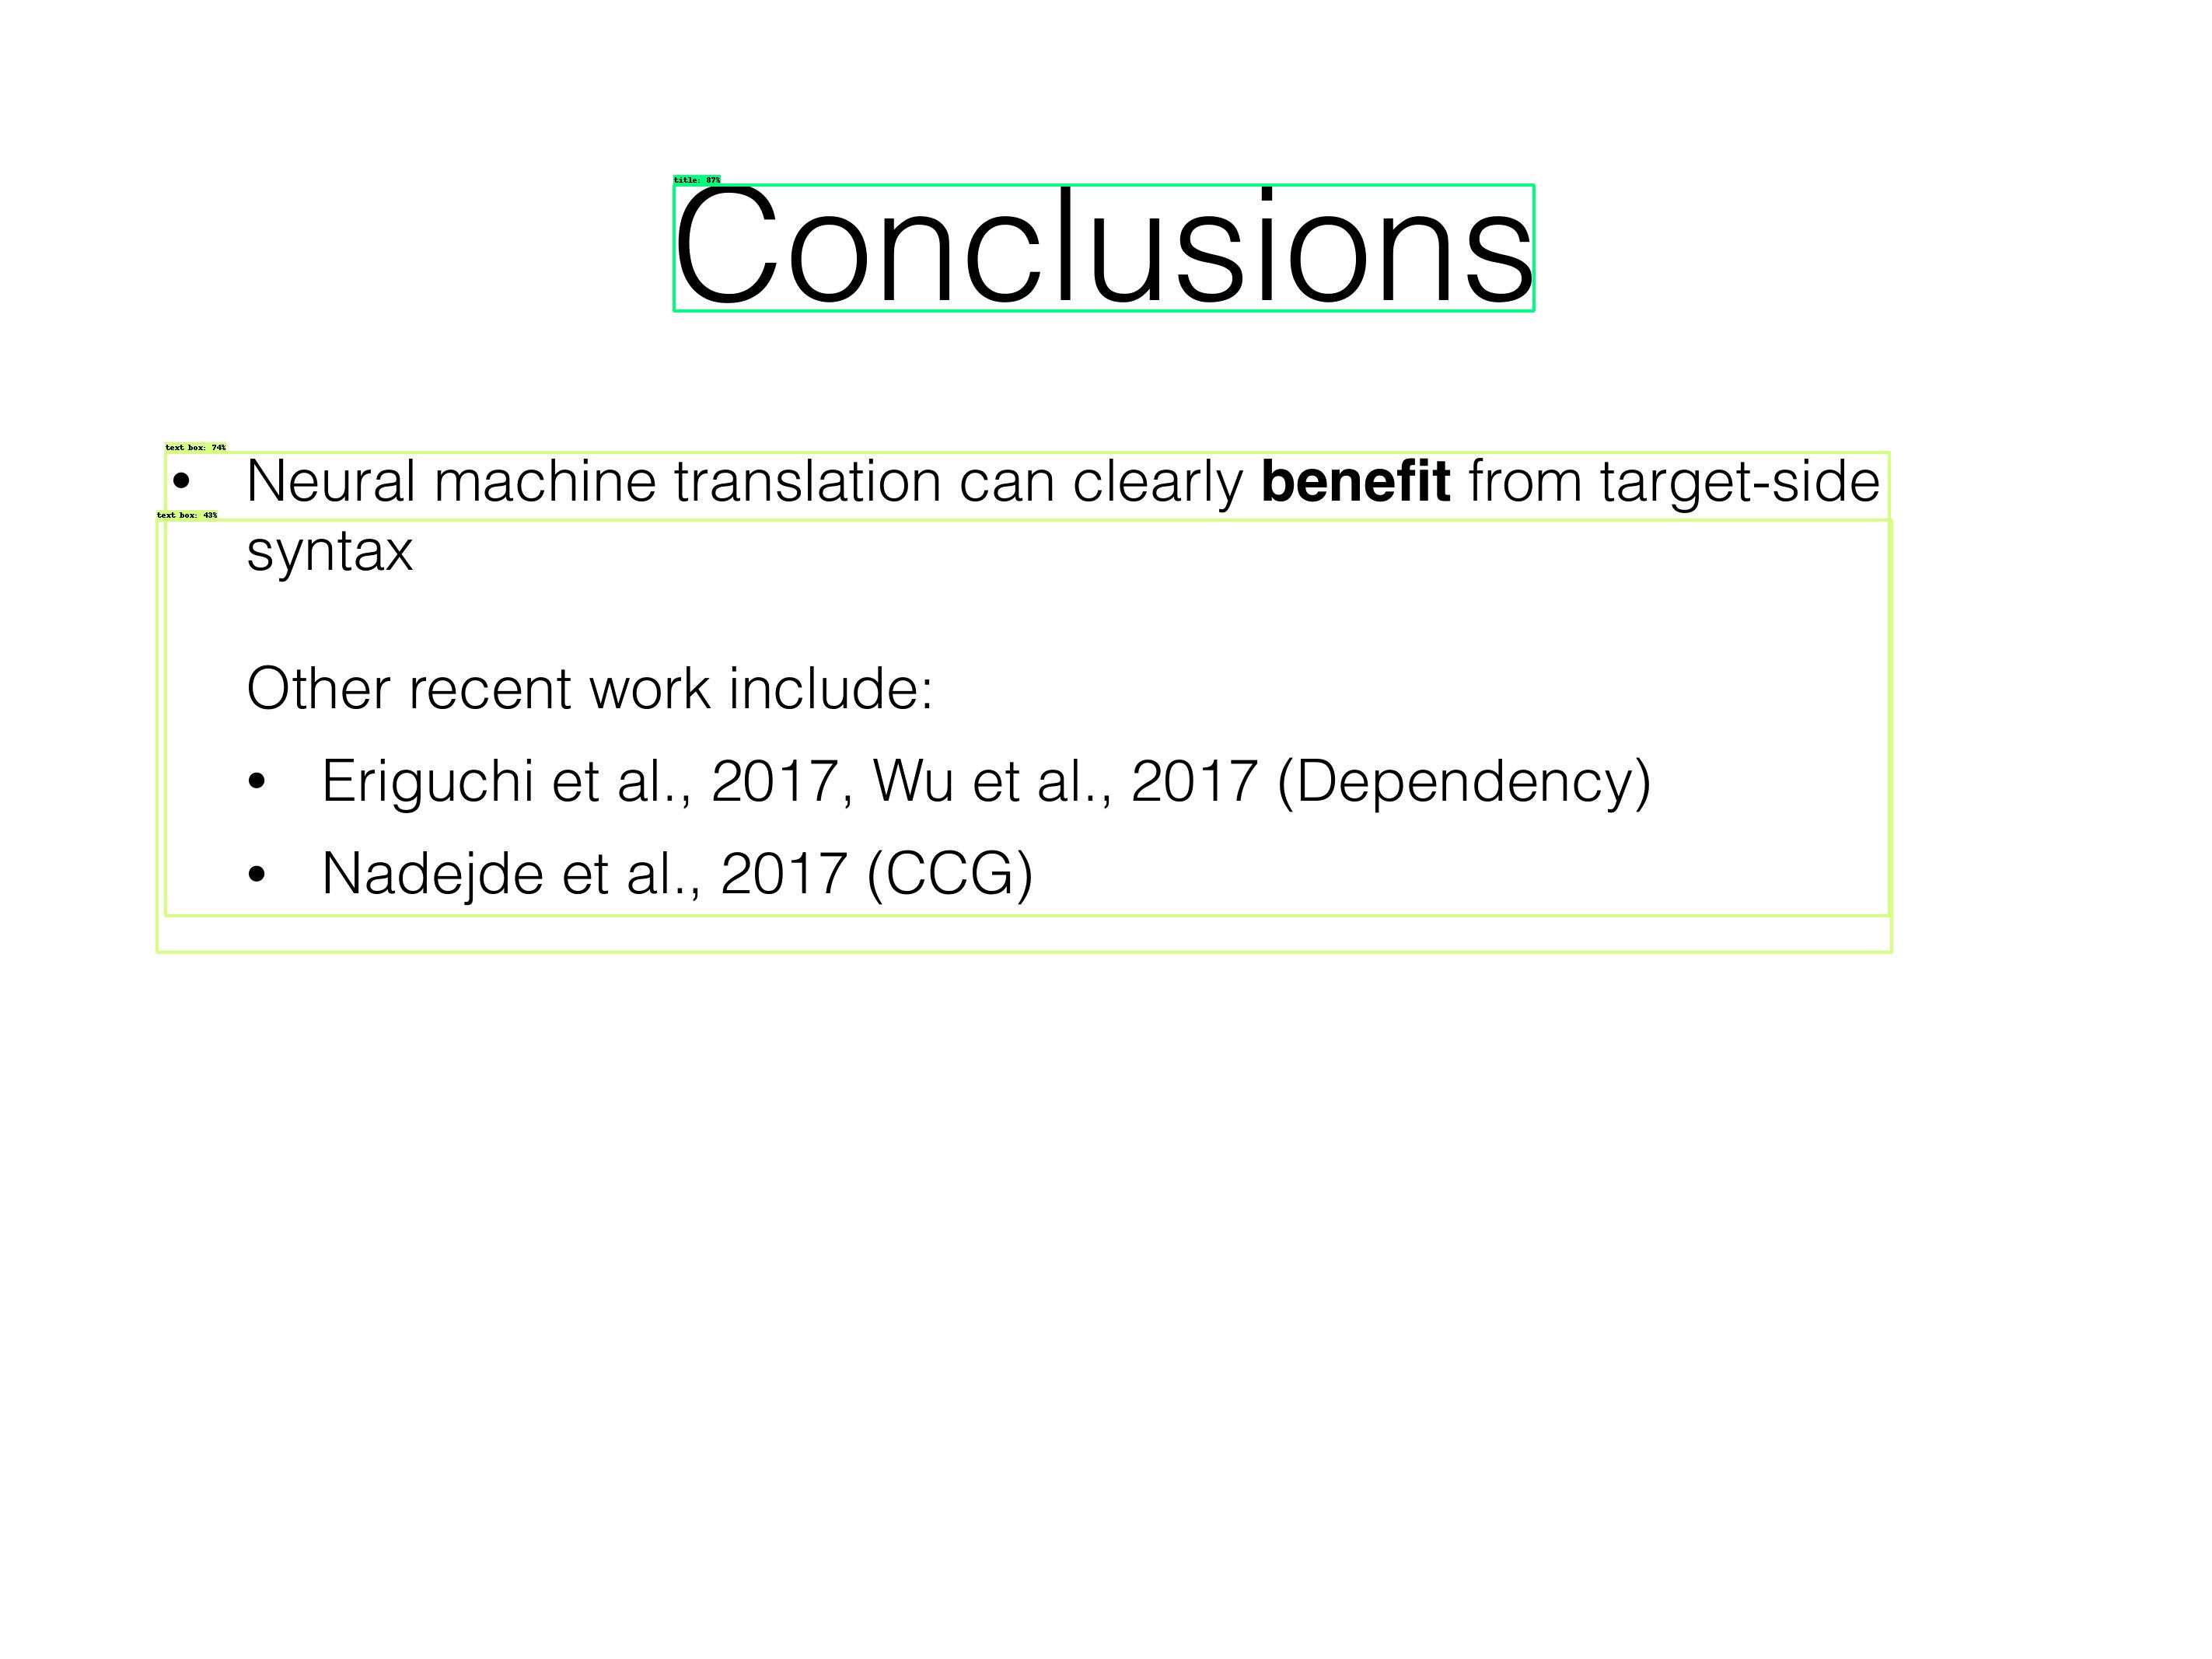 title: 87%
Conclusions
text box: 74%
• Neural machine translation can clearly benefit from target-side
text box: 43%
syntax
Other recent work include:
• Eriguchi et al., 2017, Wu et al., 2017 (Dependency)
• Nadejde et al., 2017 (CCG)